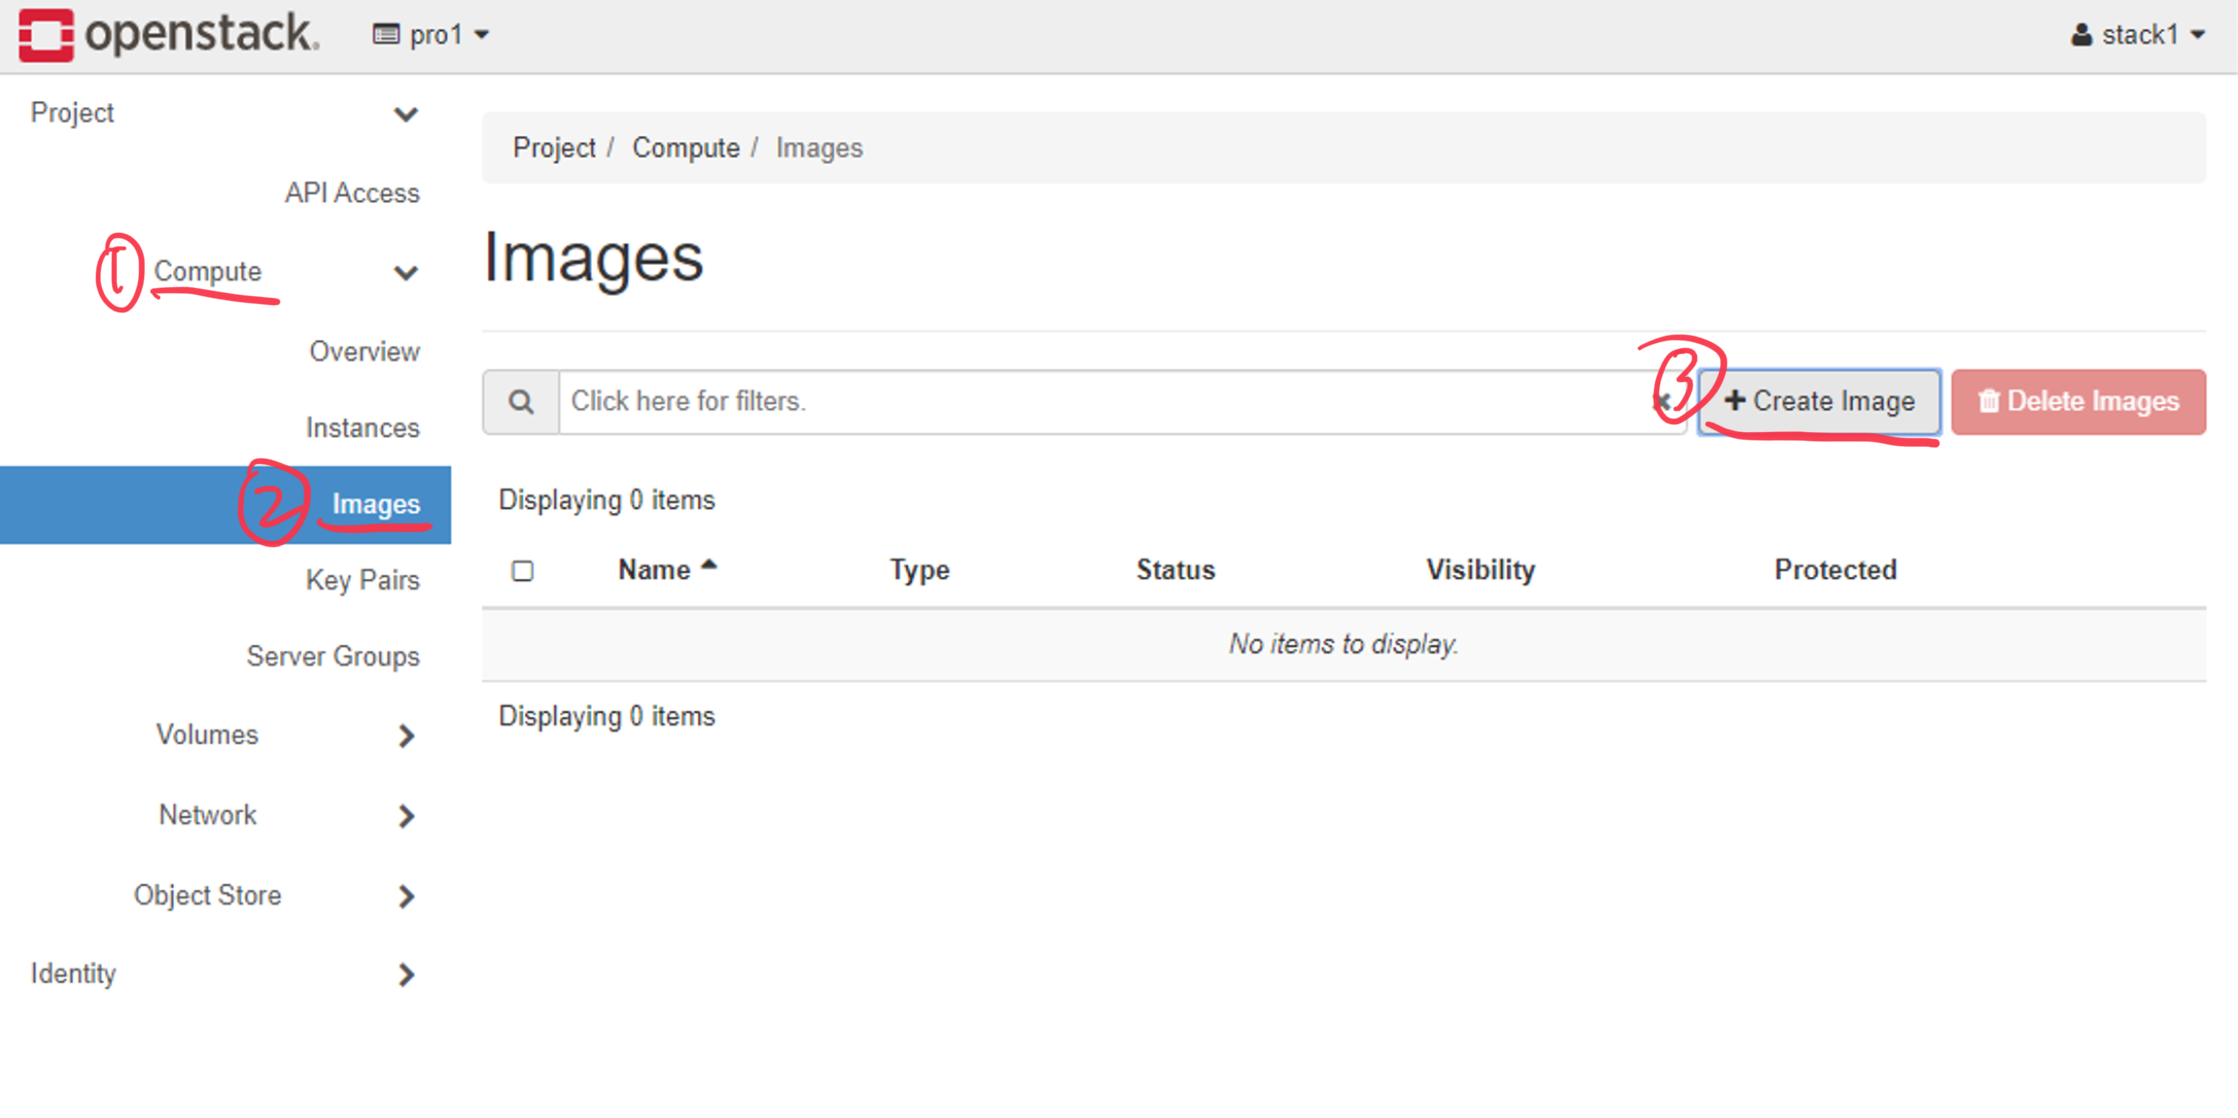 openstack. pro1 stack1
Project
API Access
① Compute
Overview
Instances
② Images
Key Pairs
Server Groups
Volumes
Network
Object Store
Identity
Project / Compute / Images
Images
Click here for filters. ③ + Create Image Delete Images
Displaying 0 items
Name Type Status Visibility Protected
No items to display.
Displaying 0 items